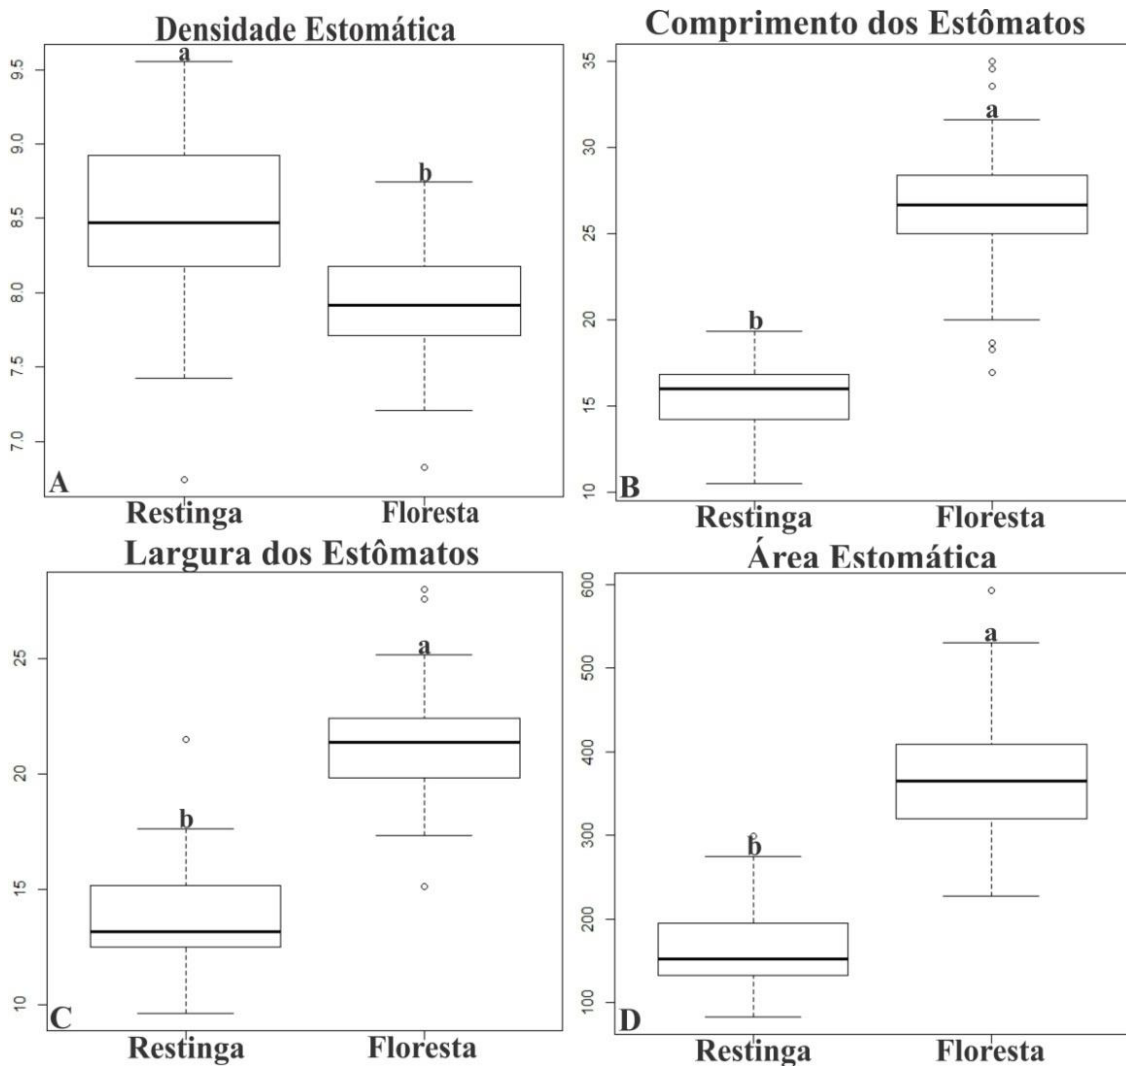 Densidade Estomática
9.5
9.0
8.5
8.0
7.5
7.0
a
b
A
Restinga Floresta
Comprimento dos Estômatos
35
30
25
20
15
10
b
a
B
Restinga Floresta
Largura dos Estômatos
25
20
15
10
b
a
C
Restinga Floresta
Área Estomática
600
500
400
300
200
100
b
a
D
Restinga Floresta